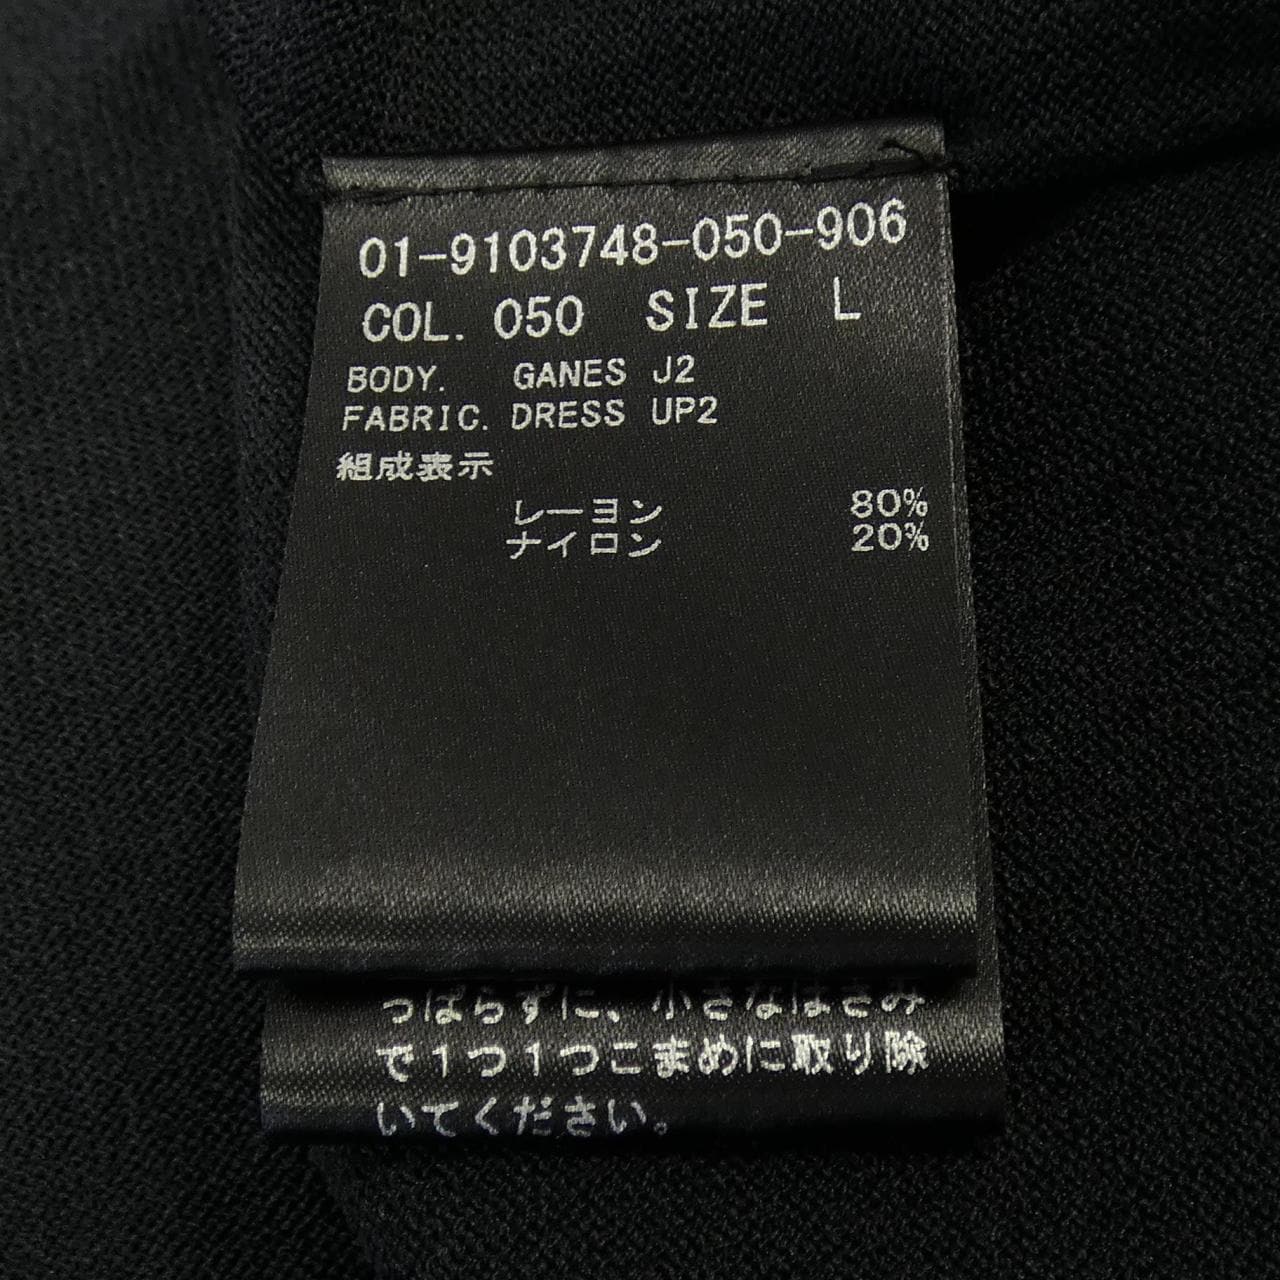 01-9103748-050-906
COL. 050 SIZE L
BODY. GANES J2
FABRIC. DRESS UP2
組成表示
レーヨン 80%
ナイロン 20%
っぱらずに、小さなはさみ
で1つ1つこまめに取り除
いてください。